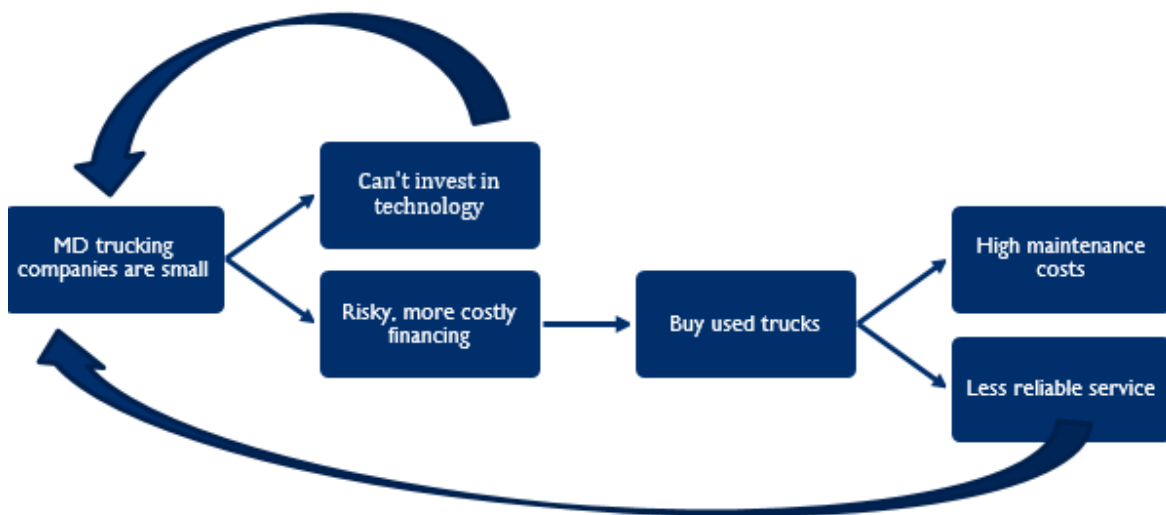 Can't invest in
technology
MD trucking
companies are small
High maintenance
costs
Risky, more costly
financing
Buy used trucks
Less reliable service